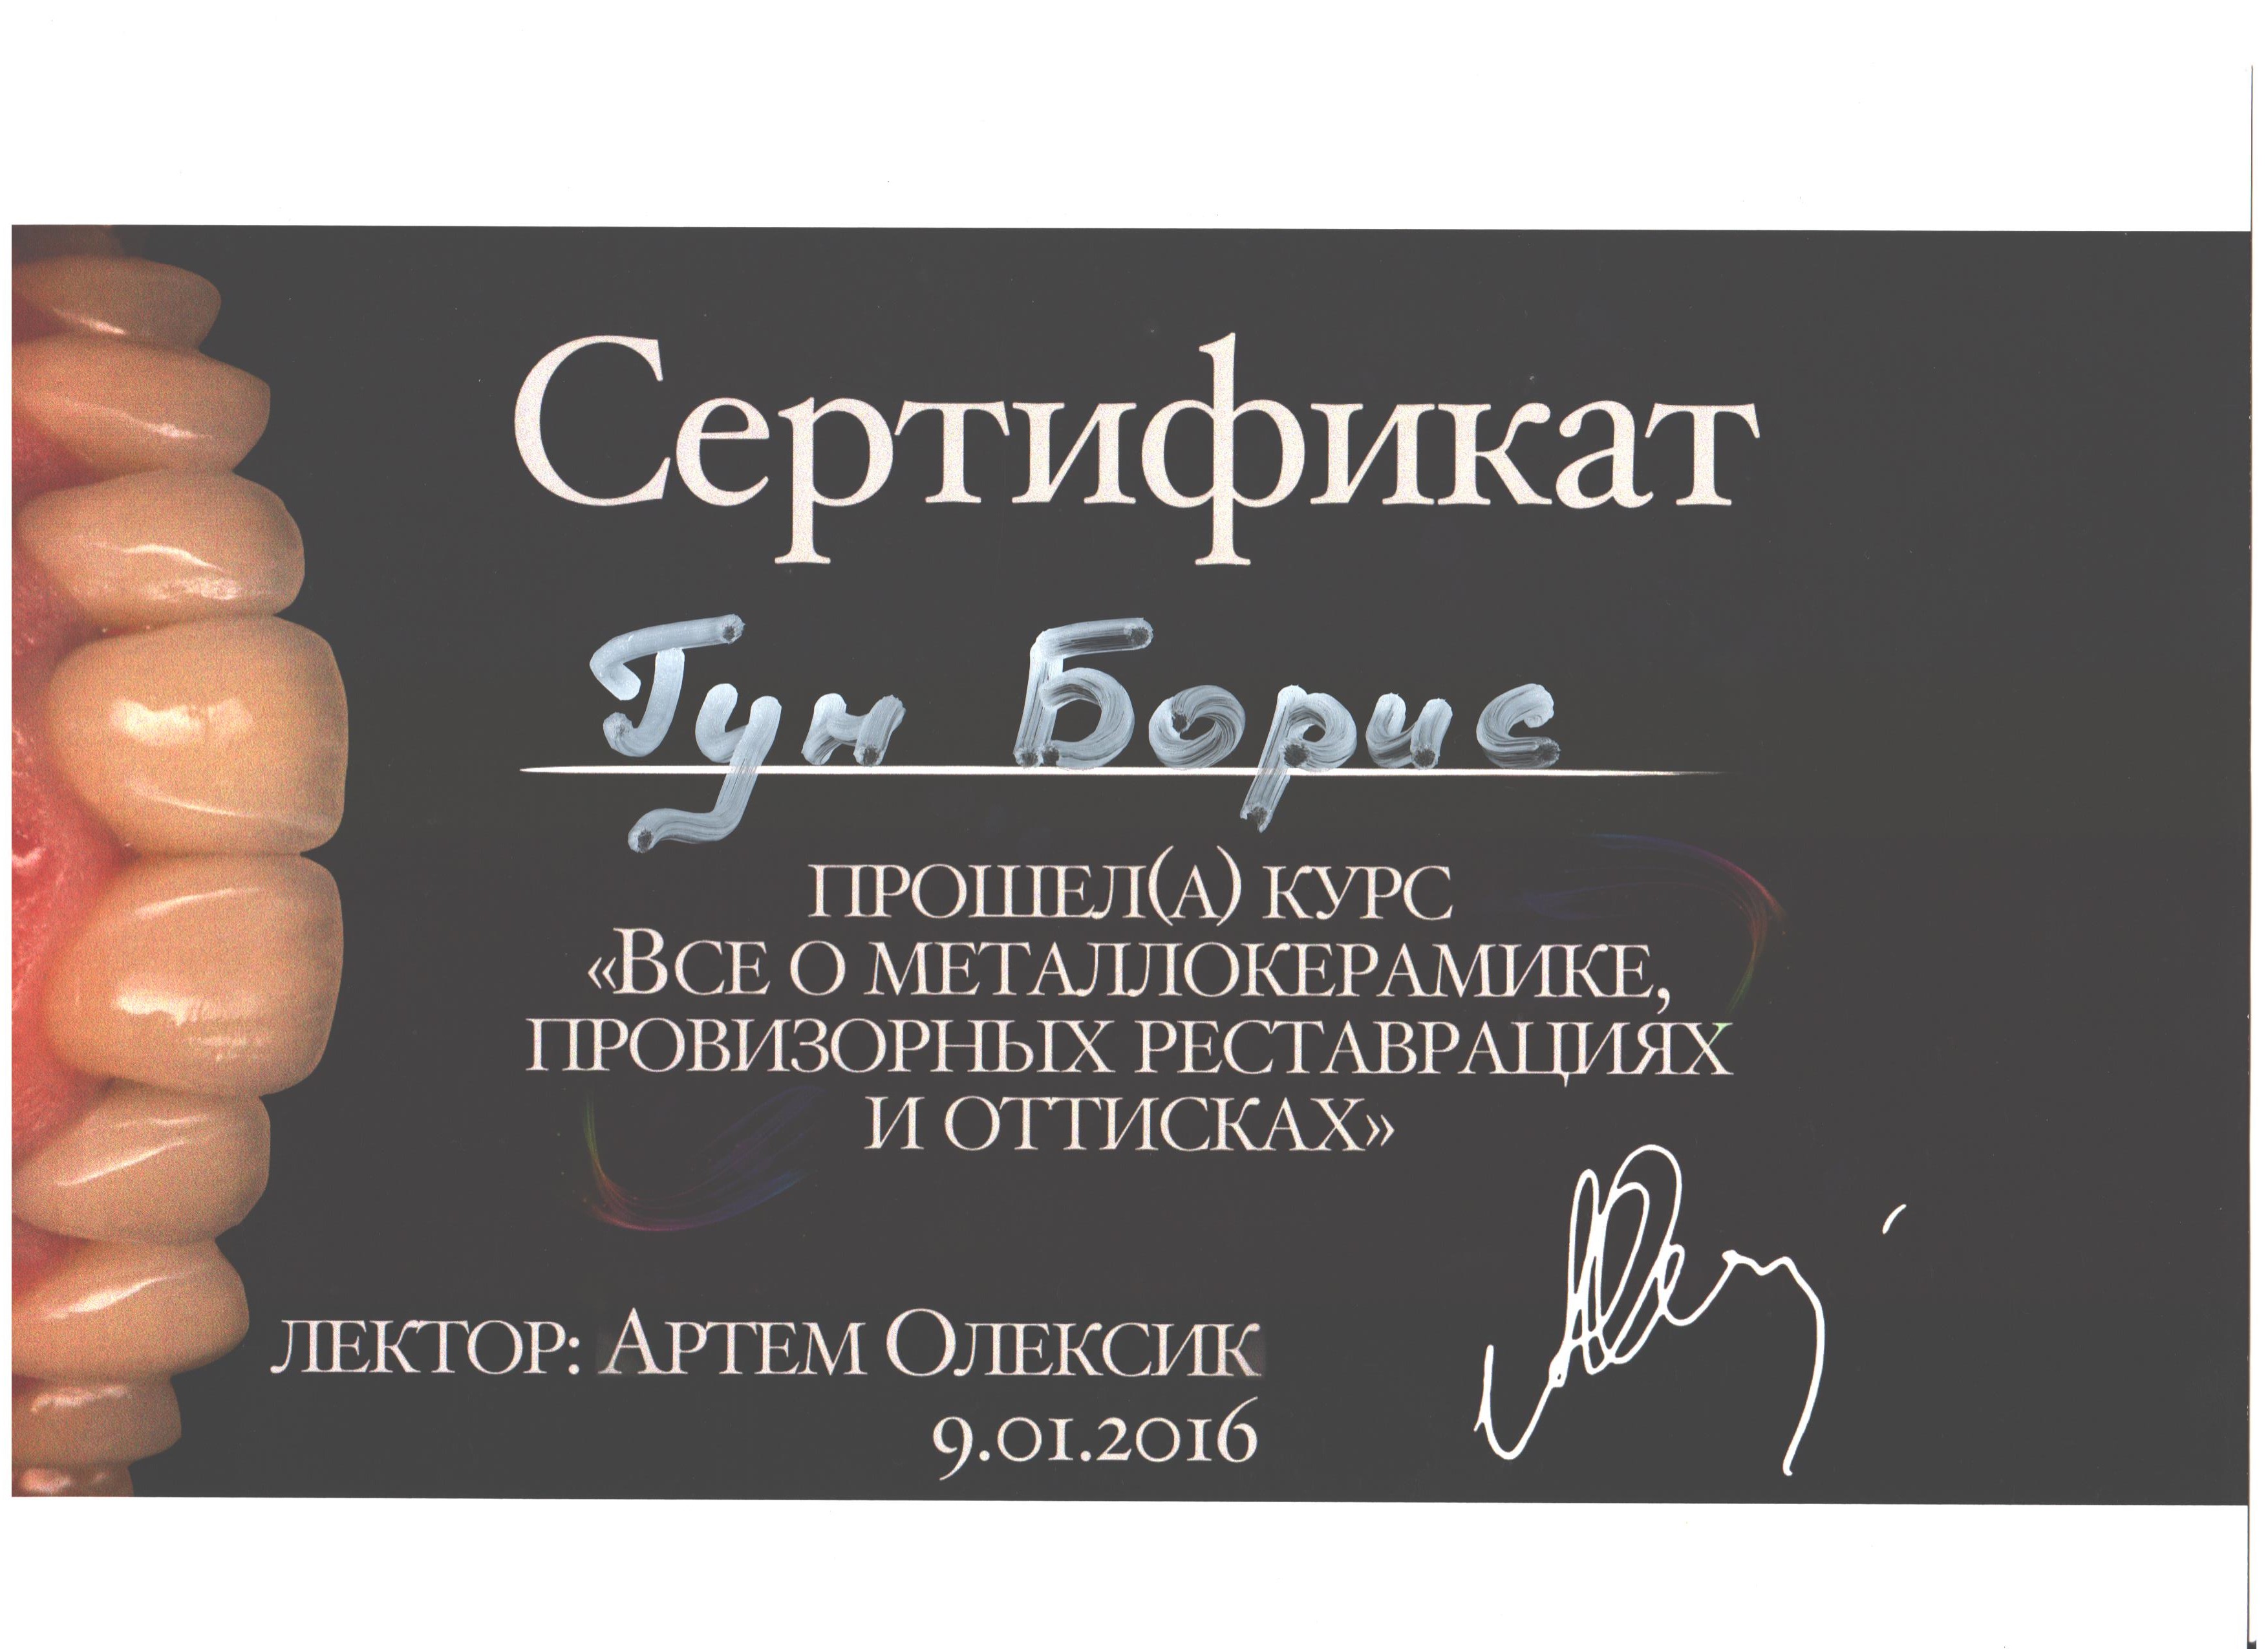 Сертификат
Гун Борис
прошел(а) курс
«Все о металлокерамике,
провизорных реставрациях
и оттисках»
лектор: Артем Олексик
9.01.2016